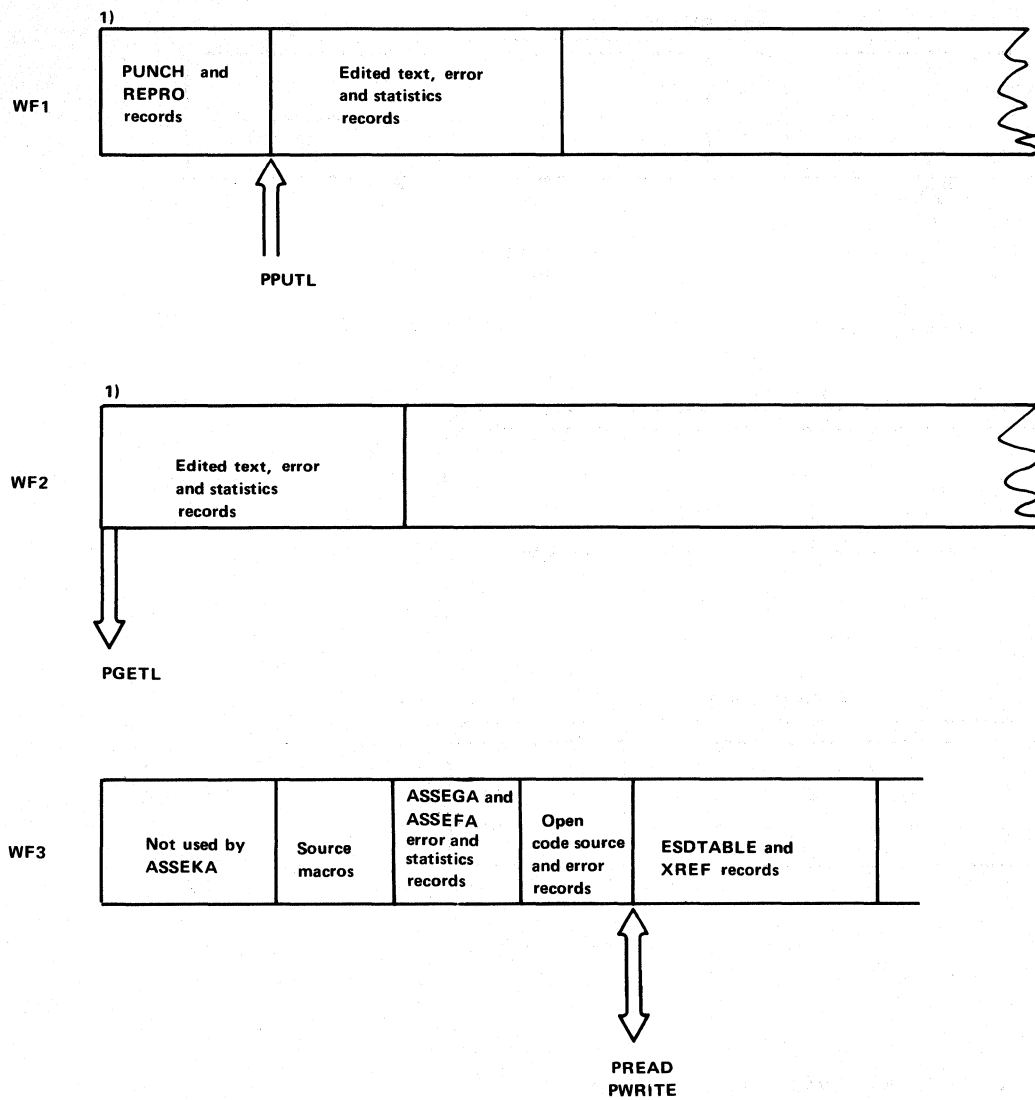 1)
WF1
PUNCH and
REPRO
records
Edited text, error
and statistics
records
PPUTL
1)
WF2
Edited text, error
and statistics
records
PGETL
WF3
Not used by
ASSEKA
Source
macros
ASSEGA and
ASSEFA
error and
statistics
records
Open
code source
and error
records
ESDTABLE and
XREF records
PREAD
PWRITE